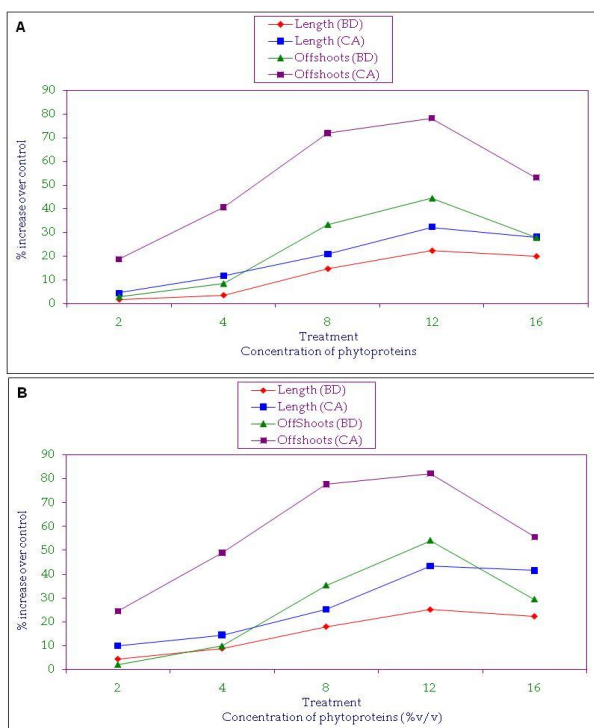 A
Length (BD)
Length (CA)
Offshoots (BD)
Offshoots (CA)
% increase over control
90
80
70
60
50
40
30
20
10
0
2 4 8 12 16
Treatment
Concentration of phytoproteins
B
Length (BD)
Length (CA)
OffShoots (BD)
Offshoots (CA)
% increase over control
90
80
70
60
50
40
30
20
10
0
2 4 8 12 16
Treatment
Concentration of phytoproteins (%v/v)